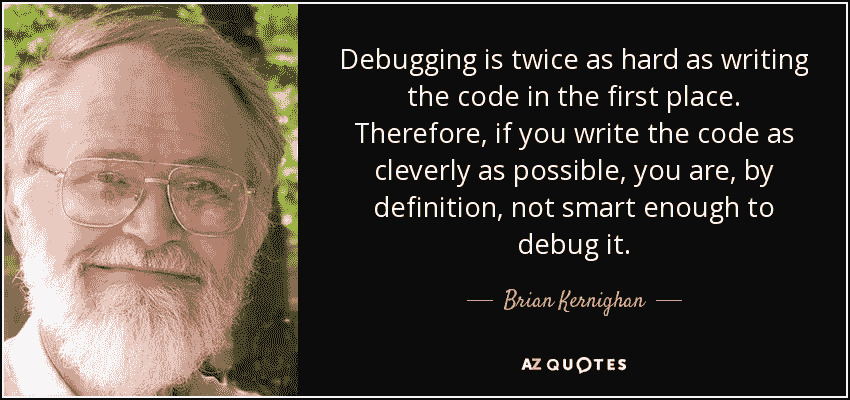 Debugging is twice as hard as writing
the code in the first place.
Therefore, if you write the code as
cleverly as possible, you are, by
definition, not smart enough to
debug it.
Brian Kernighan
AZ QUOTES